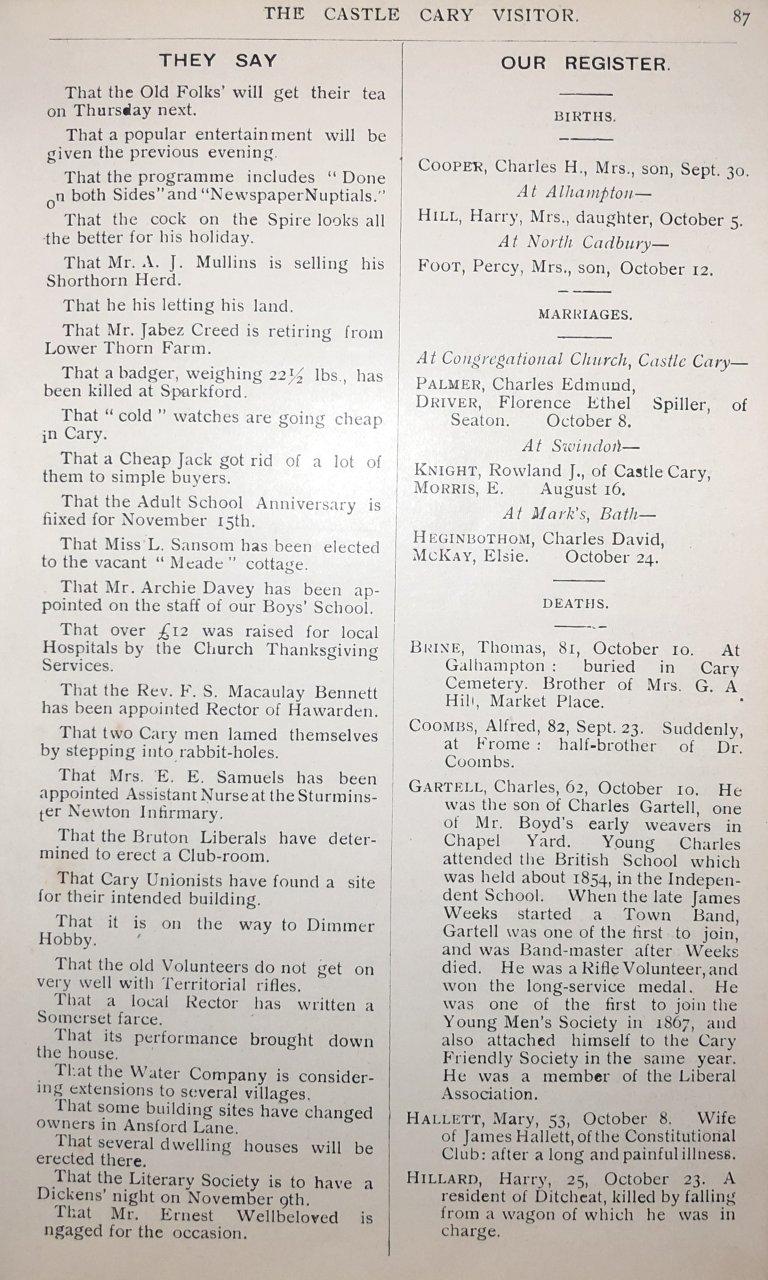 THE CASTLE CARY VISITOR. 87
THEY SAY
That the Old Folks' will get their tea
on Thursday next.
That a popular entertainment will be
given the previous evening.
That the programme includes "Done
on both Sides" and "Newspaper Nuptials."
That the cock on the Spire looks all
the better for his holiday.
That Mr. A. J. Mullins is selling his
Shorthorn Herd.
That he his letting his land.
That Mr. Jabez Creed is retiring from
Lower Thorn Farm.
That a badger, weighing 22½ lbs., has
been killed at Sparkford.
That "cold" watches are going cheap
in Cary.
That a Cheap Jack got rid of a lot of
them to simple buyers.
That the Adult School Anniversary is
fiixed for November 15th.
That Miss L. Sansom has been elected
to the vacant "Meade" cottage.
That Mr. Archie Davey has been ap-
pointed on the staff of our Boys' School.
That over £12 was raised for local
Hospitals by the Church Thanksgiving
Services.
That the Rev. F. S. Macaulay Bennett
has been appointed Rector of Hawarden.
That two Cary men lamed themselves
by stepping into rabbit-holes.
That Mrs. E. E. Samuels has been
appointed Assistant Nurse at the Sturmins-
ter Newton Infirmary.
That the Bruton Liberals have deter-
mined to erect a Club-room.
That Cary Unionists have found a site
for their intended building.
That it is on the way to Dimmer
Hobby.
That the old Volunteers do not get on
very well with Territorial rifles.
That a local Rector has written a
Somerset farce.
That its performance brought down
the house.
That the Water Company is consider-
ing extensions to several villages.
That some building sites have changed
owners in Ansford Lane.
That several dwelling houses will be
erected there.
That the Literary Society is to have a
Dickens' night on November 9th.
That Mr. Ernest Wellbeloved is
ngaged for the occasion.
OUR REGISTER.
BIRTHS.
COOPER, Charles H., Mrs., son, Sept. 30.
At Alhampton—
HILL, Harry, Mrs., daughter, October 5.
At North Cadbury—
FOOT, Percy, Mrs., son, October 12.
MARRIAGES.
At Congregational Church, Castle Cary—
PALMER, Charles Edmund,
DRIVER, Florence Ethel Spiller, of
Seaton. October 8.
At Swindon—
KNIGHT, Rowland J., of Castle Cary,
MORRIS, E. August 16.
At Mark's, Bath—
HEGINBOTHOM, Charles David,
McKAY, Elsie. October 24.
DEATHS.
BRINE, Thomas, 81, October 10. At
Galhampton: buried in Cary
Cemetery. Brother of Mrs. G. A
Hill, Market Place.
COOMBS, Alfred, 82, Sept. 23. Suddenly,
at Frome: half-brother of Dr.
Coombs.
GARTELL, Charles, 62, October 10. He
was the son of Charles Gartell, one
of Mr. Boyd's early weavers in
Chapel Yard. Young Charles
attended the British School which
was held about 1854, in the Indepen-
dent School. When the late James
Weeks started a Town Band,
Gartell was one of the first to join,
and was Band-master after Weeks
died. He was a Rifle Volunteer, and
won the long-service medal. He
was one of the first to join the
Young Men's Society in 1867, and
also attached himself to the Cary
Friendly Society in the same year.
He was a member of the Liberal
Association.
HALLETT, Mary, 53, October 8. Wife
of James Hallett, of the Constitutional
Club: after a long and painful illness.
HILLARD, Harry, 25, October 23. A
resident of Ditcheat, killed by falling
from a wagon of which he was in
charge.